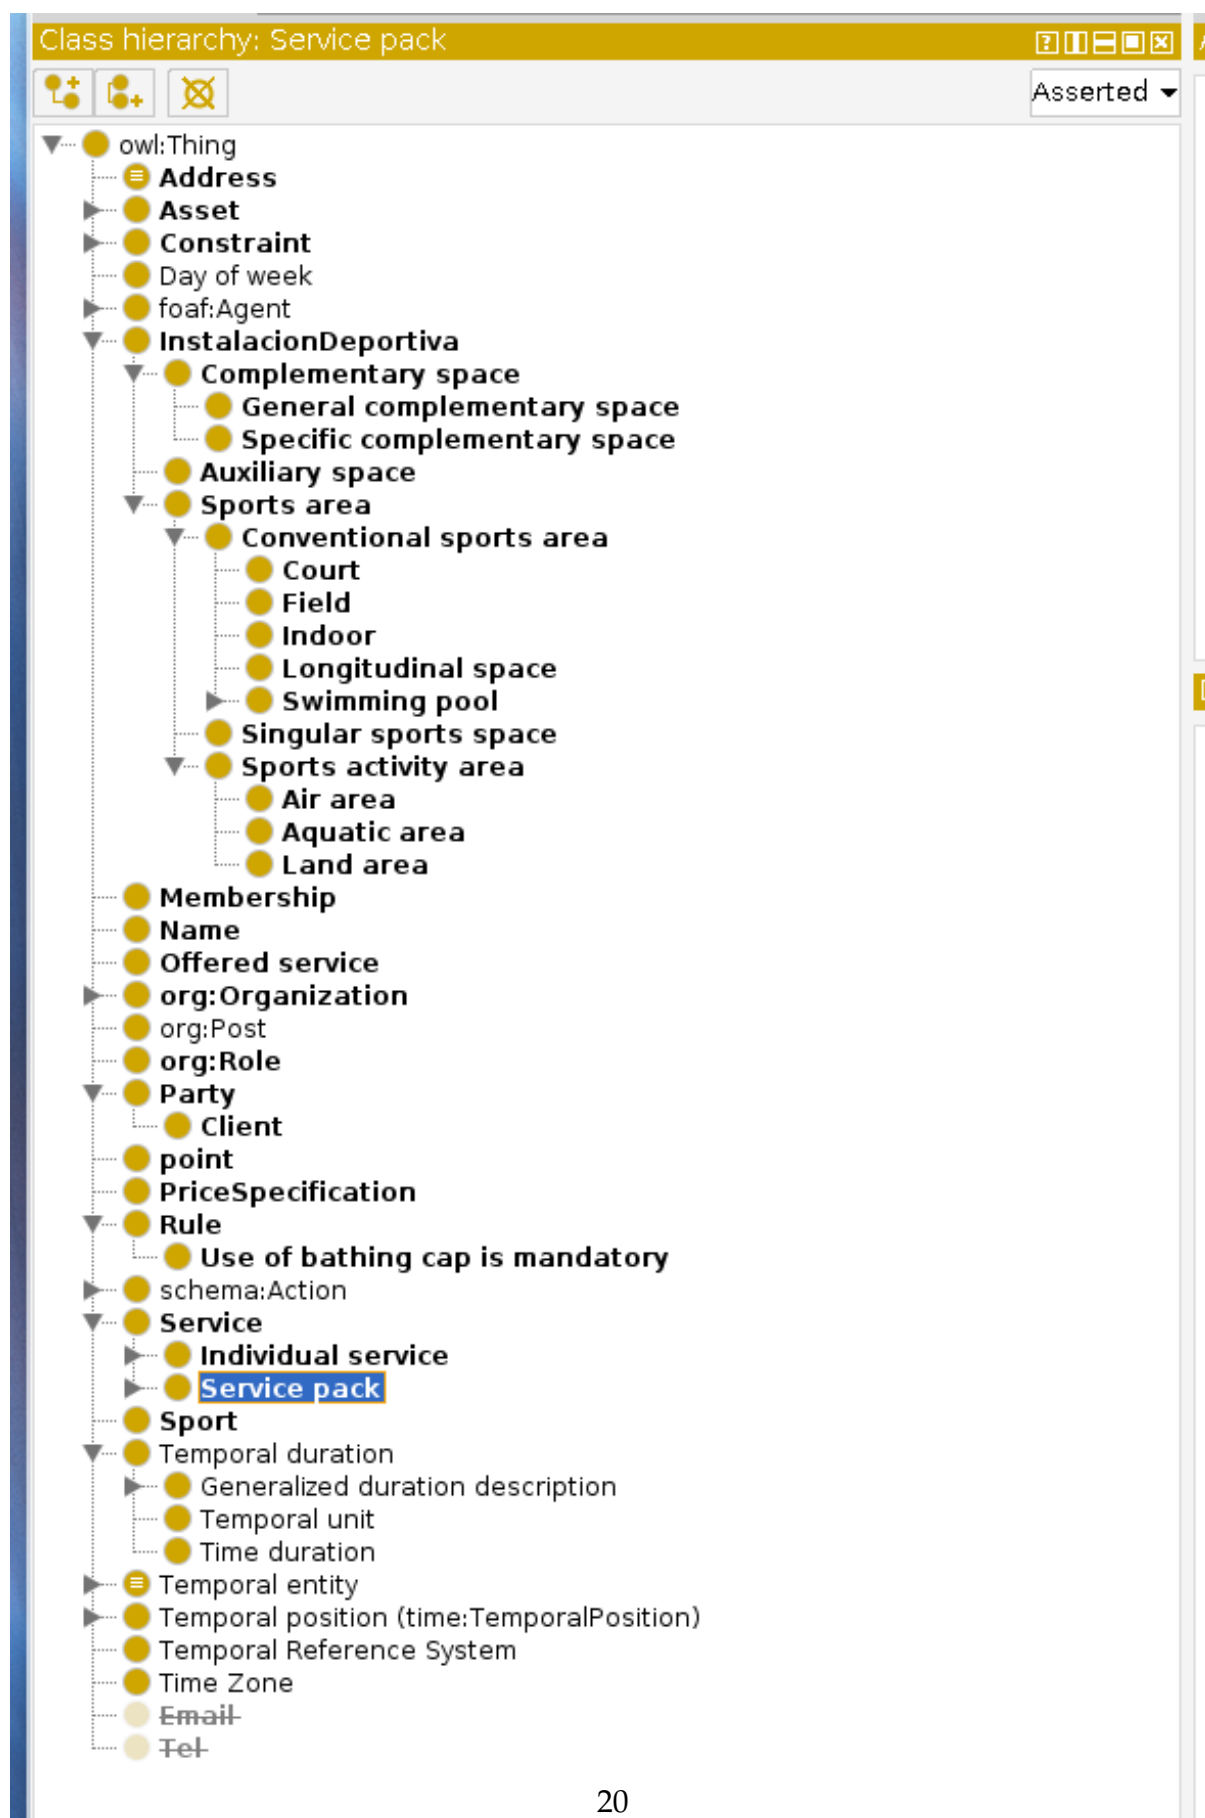 Class hierarchy: Service pack
Asserted
owl:Thing
Address
Asset
Constraint
Day of week
foaf:Agent
InstalacionDeportiva
Complementary space
General complementary space
Specific complementary space
Auxiliary space
Sports area
Conventional sports area
Court
Field
Indoor
Longitudinal space
Swimming pool
Singular sports space
Sports activity area
Air area
Aquatic area
Land area
Membership
Name
Offered service
org:Organization
org:Post
org:Role
Party
Client
point
PriceSpecification
Rule
Use of bathing cap is mandatory
schema:Action
Service
Individual service
Service pack
Sport
Temporal duration
Generalized duration description
Temporal unit
Time duration
Temporal entity
Temporal position (time:TemporalPosition)
Temporal Reference System
Time Zone
Email
Tel
20